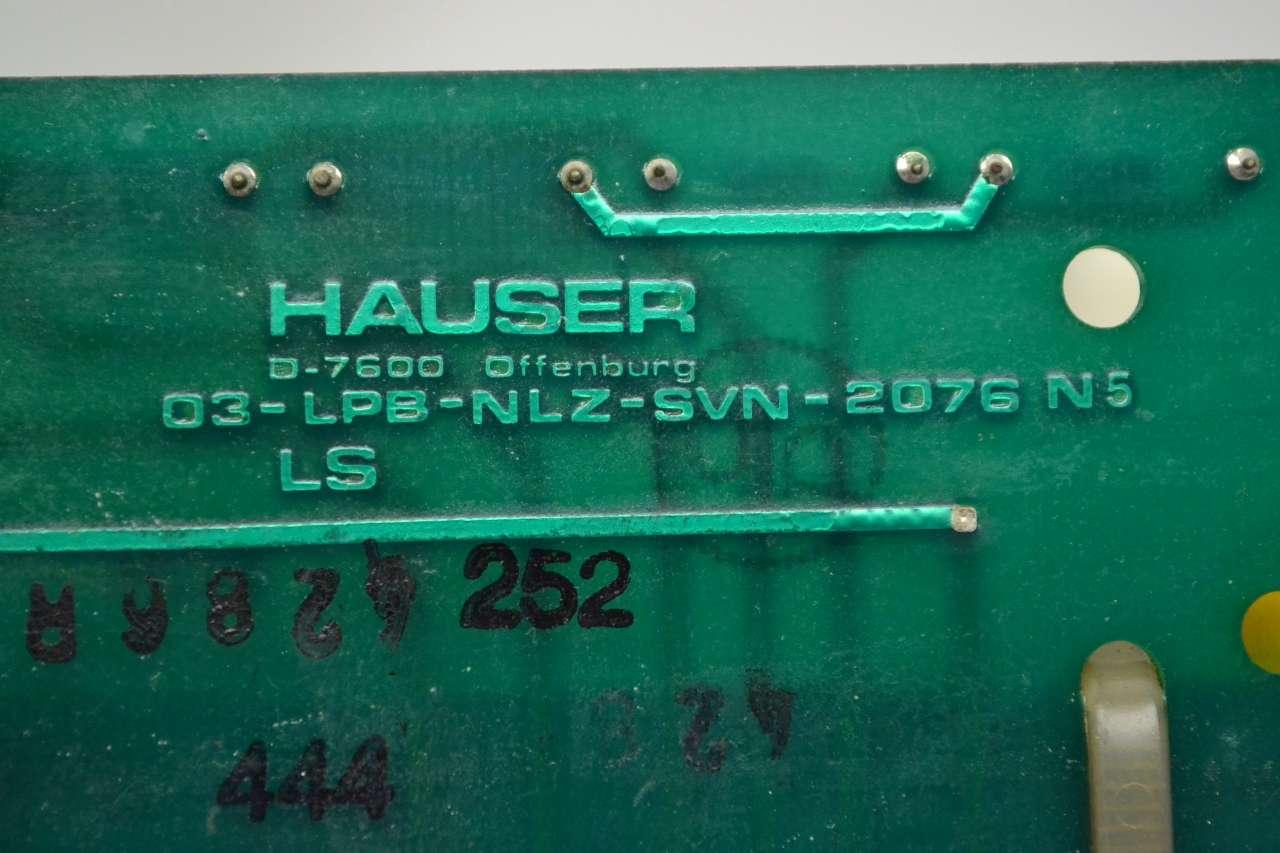 HAUSER
D-7600 Offenburg
03-LPB-NLZ-SVN-2076 N5
LS
252
444